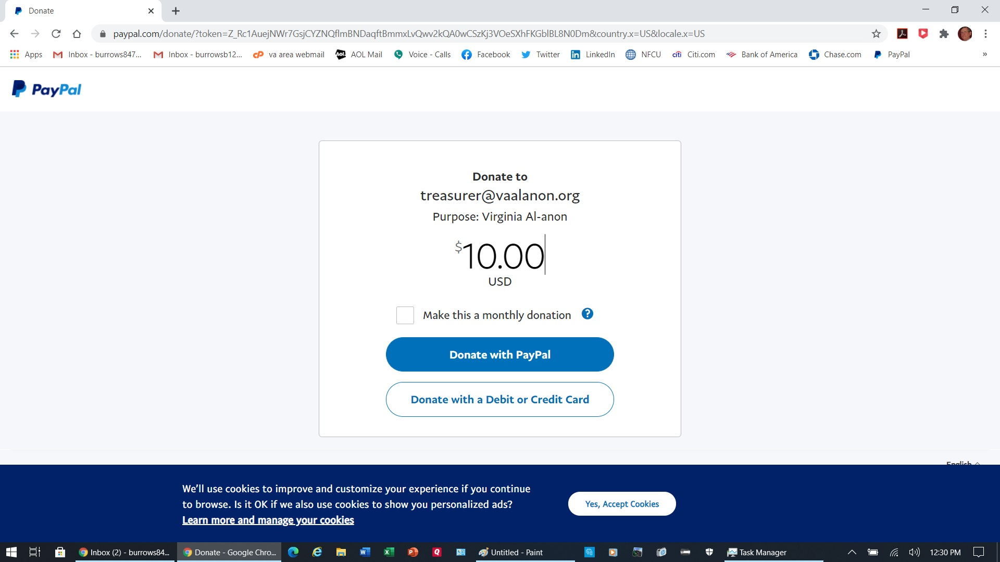 Donate
paypal.com/donate/?token=Z_Rc1AuejNWr7GsjCYZNQflmBNDaqftBmmxLvQwv2kQA0wCSzKj3VOeSXhFKGblBL8N0Dm&country.x=US&locale.x=US
Apps Inbox - burrows847... Inbox - burrowsb12... va area webmail AOL Mail Voice - Calls Facebook Twitter LinkedIn NFCU Citi.com Bank of America Chase.com PayPal »
PayPal
Donate to
treasurer@vaalanon.org
Purpose: Virginia Al-anon
$10.00
USD
Make this a monthly donation ?
Donate with PayPal
Donate with a Debit or Credit Card
English
We'll use cookies to improve and customize your experience if you continue
to browse. Is it OK if we also use cookies to show you personalized ads?
Learn more and manage your cookies
Yes, Accept Cookies
Inbox (2) - burrows84... Donate - Google Chro... Untitled - Paint Task Manager 12:30 PM